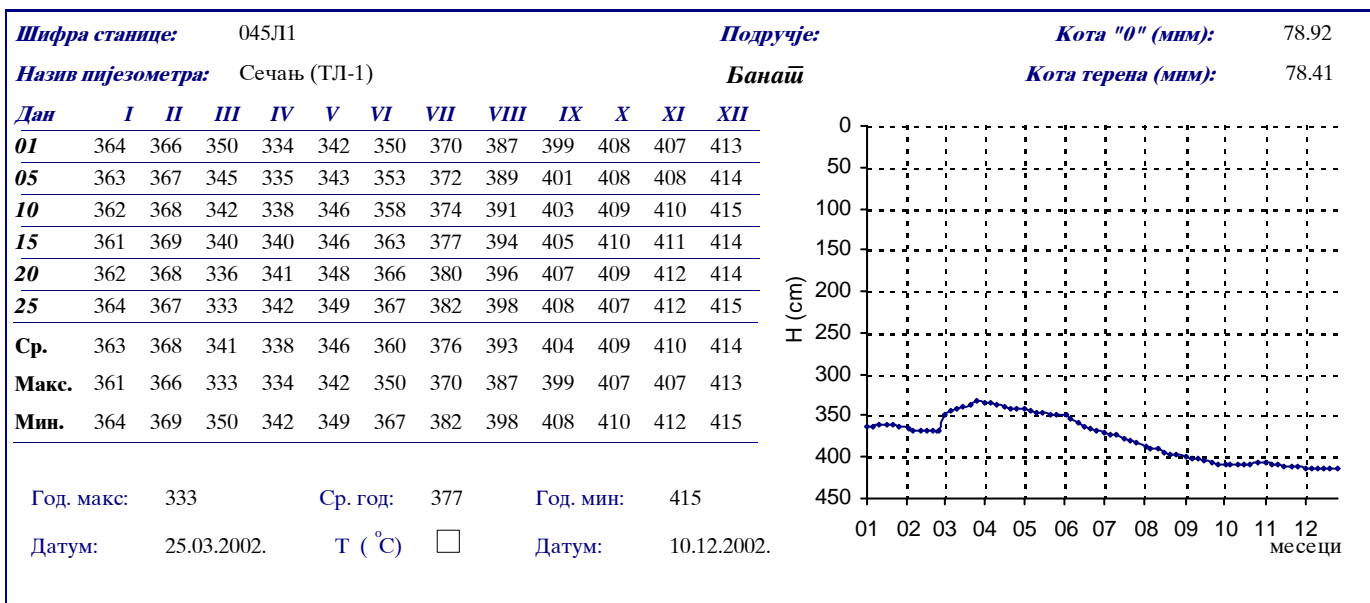 Шифра станице: 045Л1 Подручје: Кота "0" (мнм): 78.92
Назив пијезометра: Сечањ (ТЛ-1) Банат Кота терена (мнм): 78.41
Дан I II III IV V VI VII VIII IX X XI XII
01 364 366 350 334 342 350 370 387 399 408 407 413
05 363 367 345 335 343 353 372 389 401 408 408 414
10 362 368 342 338 346 358 374 391 403 409 410 415
15 361 369 340 340 346 363 377 394 405 410 411 414
20 362 368 336 341 348 366 380 396 407 409 412 414
25 364 367 333 342 349 367 382 398 408 407 412 415
Ср. 363 368 341 338 346 360 376 393 404 409 410 414
Макс. 361 366 333 334 342 350 370 387 399 407 407 413
Мин. 364 369 350 342 349 367 382 398 408 410 412 415
Год. макс: 333 Ср. год: 377 Год. мин: 415
Датум: 25.03.2002. Т ( °C) Датум: 10.12.2002.
H (cm)
0
50
100
150
200
250
300
350
400
450
01 02 03 04 05 06 07 08 09 10 11 12
месеци